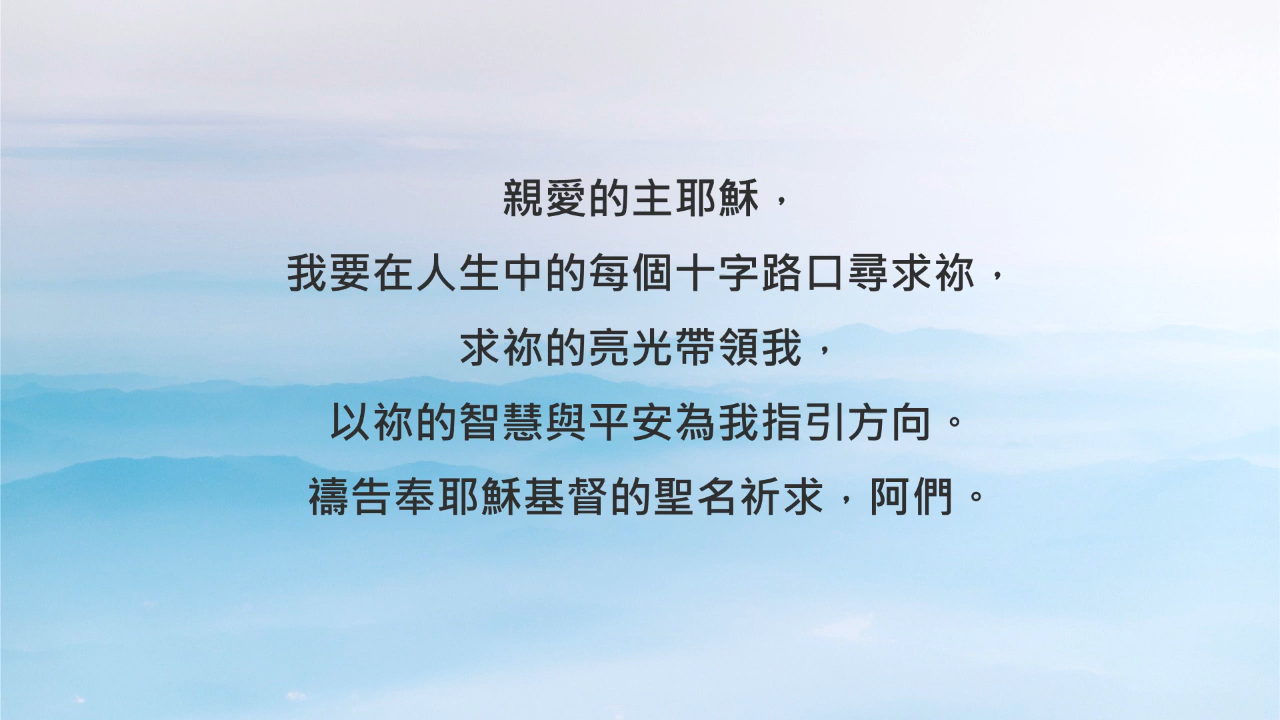 親愛的主耶穌，
我要在人生中的每個十字路口尋求祢，
求祢的亮光帶領我，
以祢的智慧與平安為我指引方向。
禱告奉耶穌基督的聖名祈求，阿們。